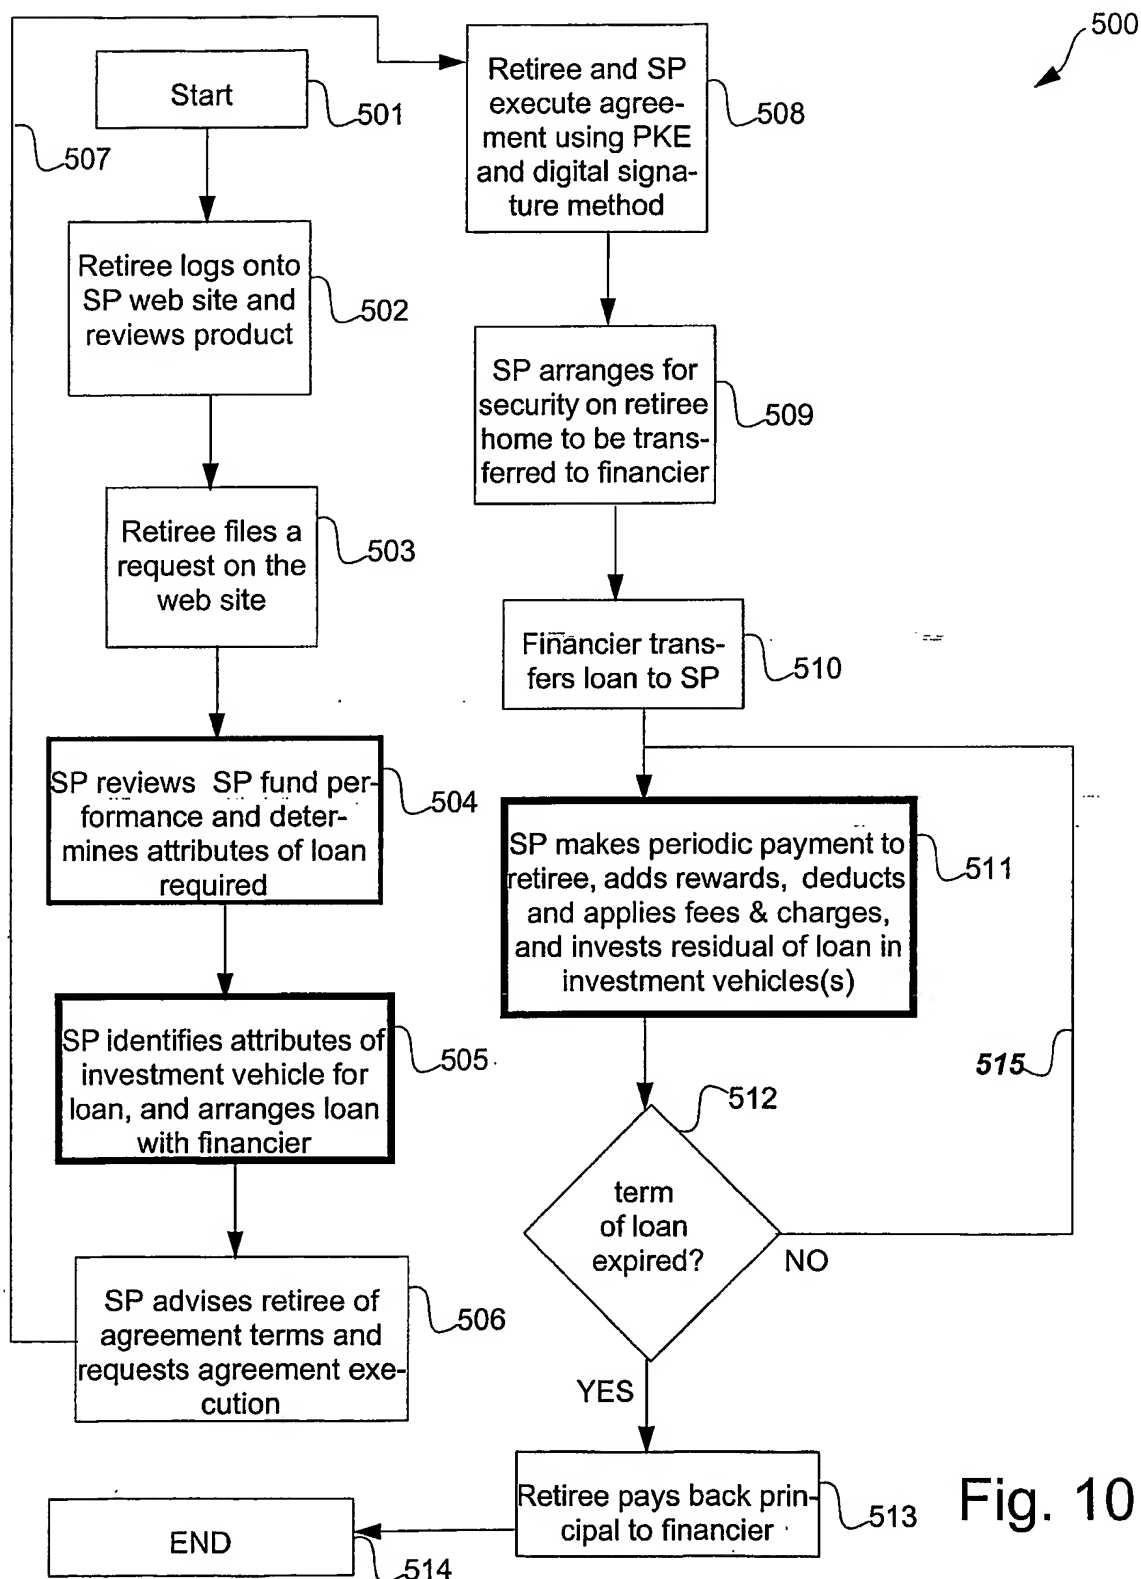 500
Start
501
507
Retiree logs onto
SP web site and
reviews product
502
Retiree files a
request on the
web site
503
SP reviews SP fund per-
formance and deter-
mines attributes of loan
required
504
SP identifies attributes of
investment vehicle for
loan, and arranges loan
with financier
505
SP advises retiree of
agreement terms and
requests agreement exe-
cution
506
Retiree and SP
execute agree-
ment using PKE
and digital signa-
ture method
508
SP arranges for
security on retiree
home to be trans-
ferred to financier
509
Financier trans-
fers loan to SP
510
SP makes periodic payment to
retiree, adds rewards, deducts
and applies fees & charges,
and invests residual of loan in
investment vehicles(s)
511
515
512
term
of loan
expired?
NO
YES
Retiree pays back prin-
cipal to financier
513
END
514
Fig. 10